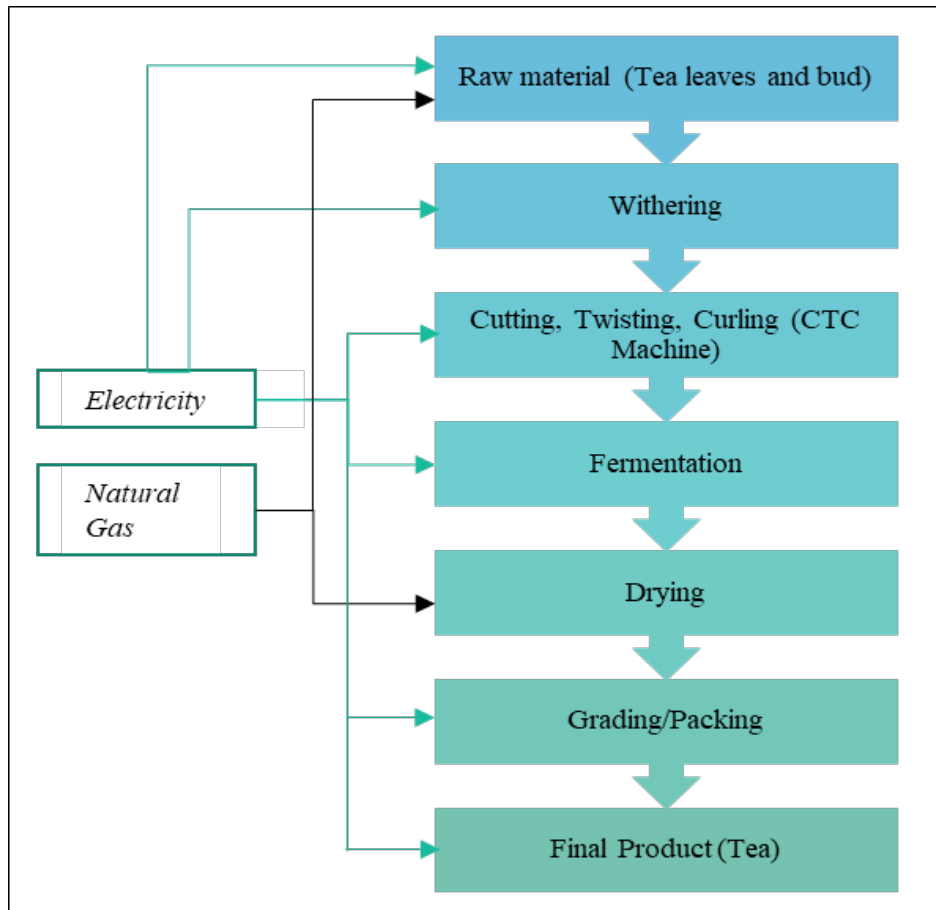 Raw material (Tea leaves and bud)
Withering
Cutting, Twisting, Curling (CTC
Machine)
Electricity
Fermentation
Natural
Gas
Drying
Grading/Packing
Final Product (Tea)